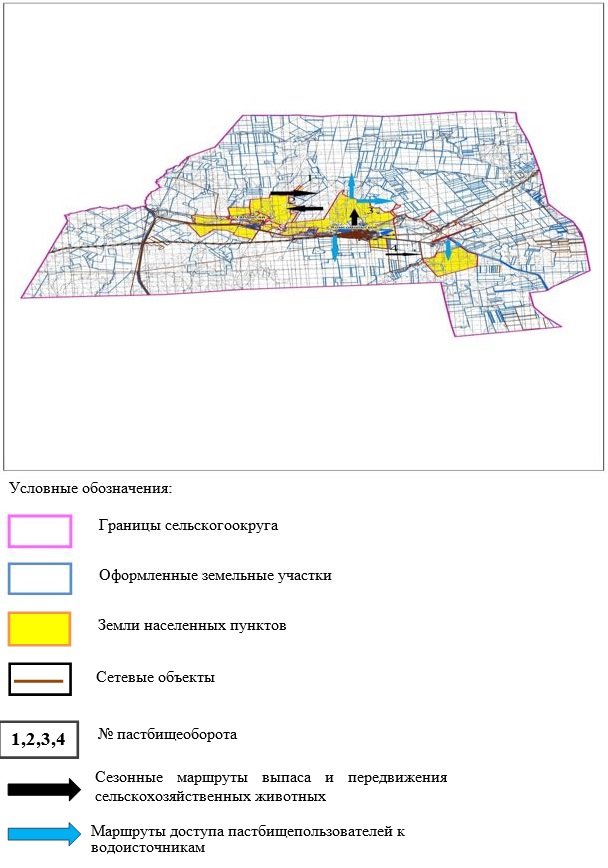 Условные обозначения:
Границы сельскогоокруга
Оформленные земельные участки
Земли населенных пунктов
Сетевые объекты
1,2,3,4
№ пастбищеоборота
Сезонные маршруты выпаса и передвижения
сельскохозяйственных животных
Маршруты доступа пастбищепользователей к
водоисточникам